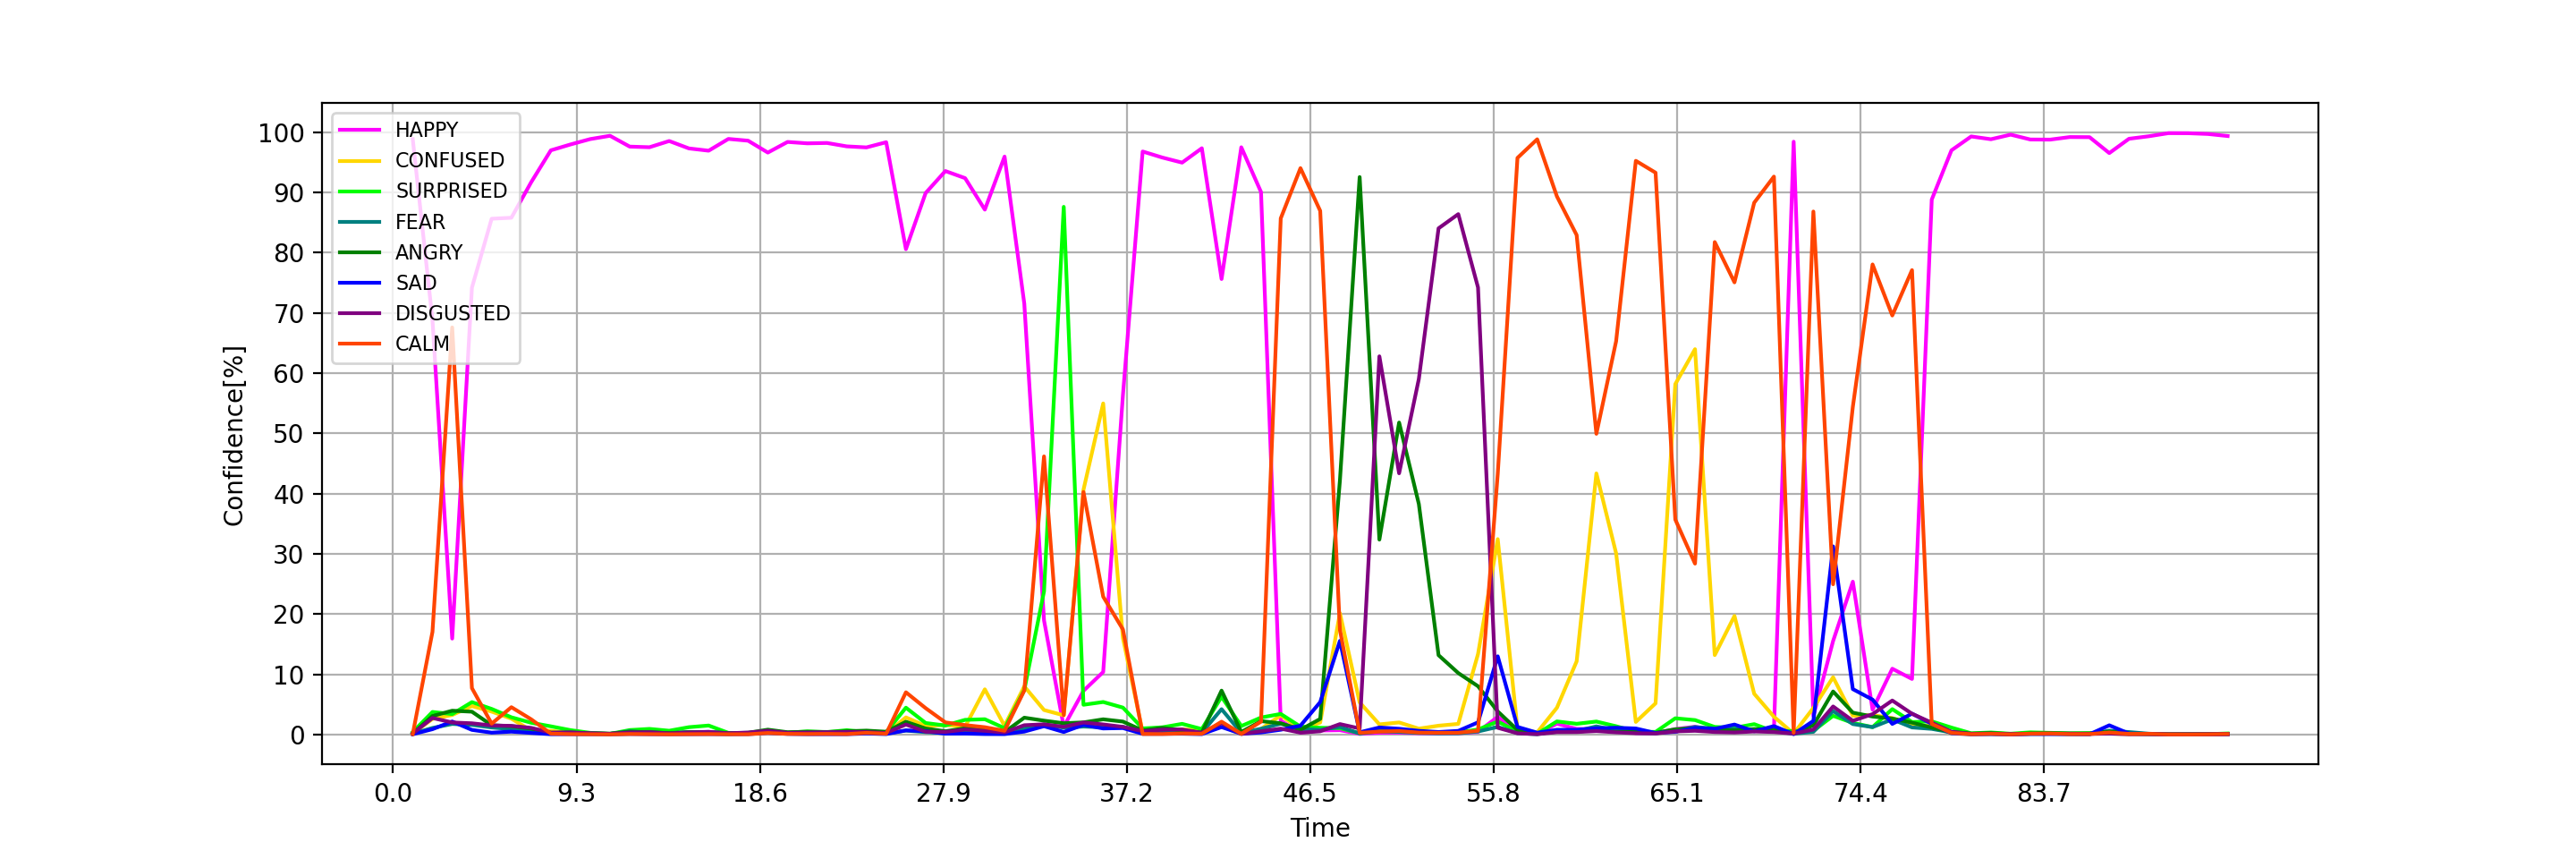 HAPPY
CONFUSED
SURPRISED
FEAR
ANGRY
SAD
DISGUSTED
CALM
Confidence[%]
100
90
80
70
60
50
40
30
20
10
0
0.0 9.3 18.6 27.9 37.2 46.5 55.8 65.1 74.4 83.7
Time